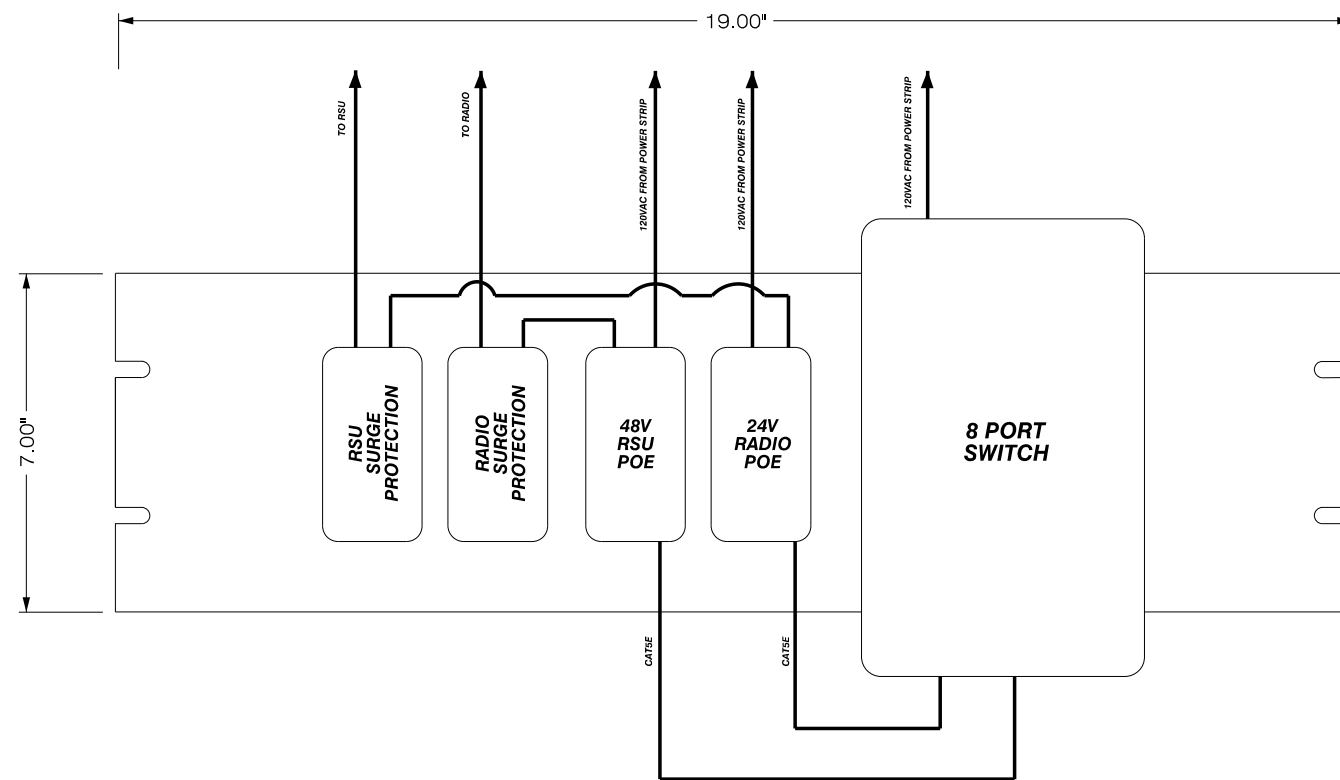 19.00"
TO RSU
TO RADIO
120VAC FROM POWER STRIP
120VAC FROM POWER STRIP
120VAC FROM POWER STRIP
7.00"
RSU
SURGE
PROTECTION
RADIO
SURGE
PROTECTION
48V
RSU
POE
24V
RADIO
POE
8 PORT
SWITCH
CAT5E
CAT5E